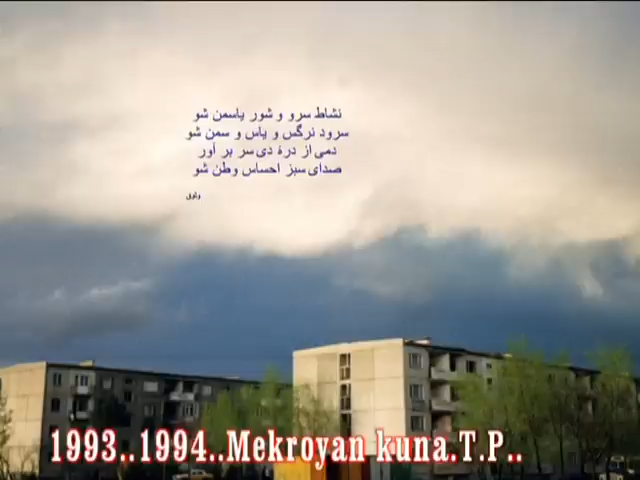 نشاط سرو و شور یاسمن شو
سرود نرگس و یاس و سمن شو
دمی از درهٔ دی سر بر آور
صدای سبز احساس وطن شو
واثق
1993..1994..Mekroyan kuna.T.P..